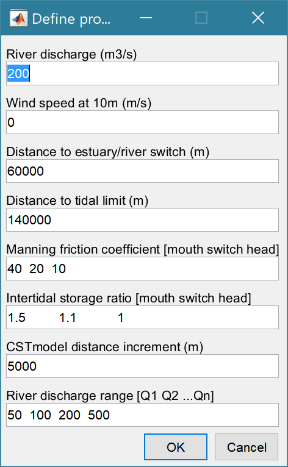 Define pro...
River discharge (m3/s)
200
Wind speed at 10m (m/s)
0
Distance to estuary/river switch (m)
60000
Distance to tidal limit (m)
140000
Manning friction coefficient [mouth switch head]
40 20 10
Intertidal storage ratio [mouth switch head]
1.5 1.1 1
CSTmodel distance increment (m)
5000
River discharge range [Q1 Q2 ...Qn]
50 100 200 500
OK Cancel